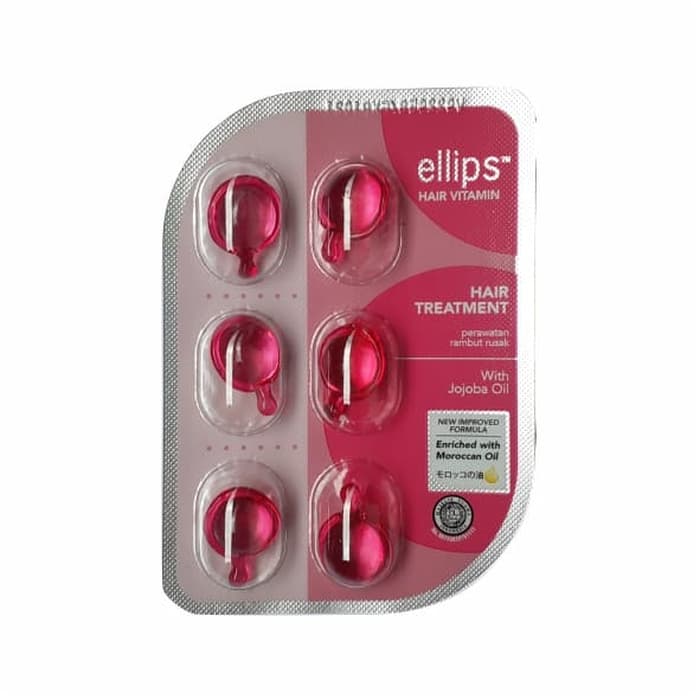 ellips™
HAIR VITAMIN
HAIR
TREATMENT
perawatan
rambut rusak
With
Jojoba Oil
NEW IMPROVED
FORMULA
Enriched with
Moroccan Oil
モロッコの油